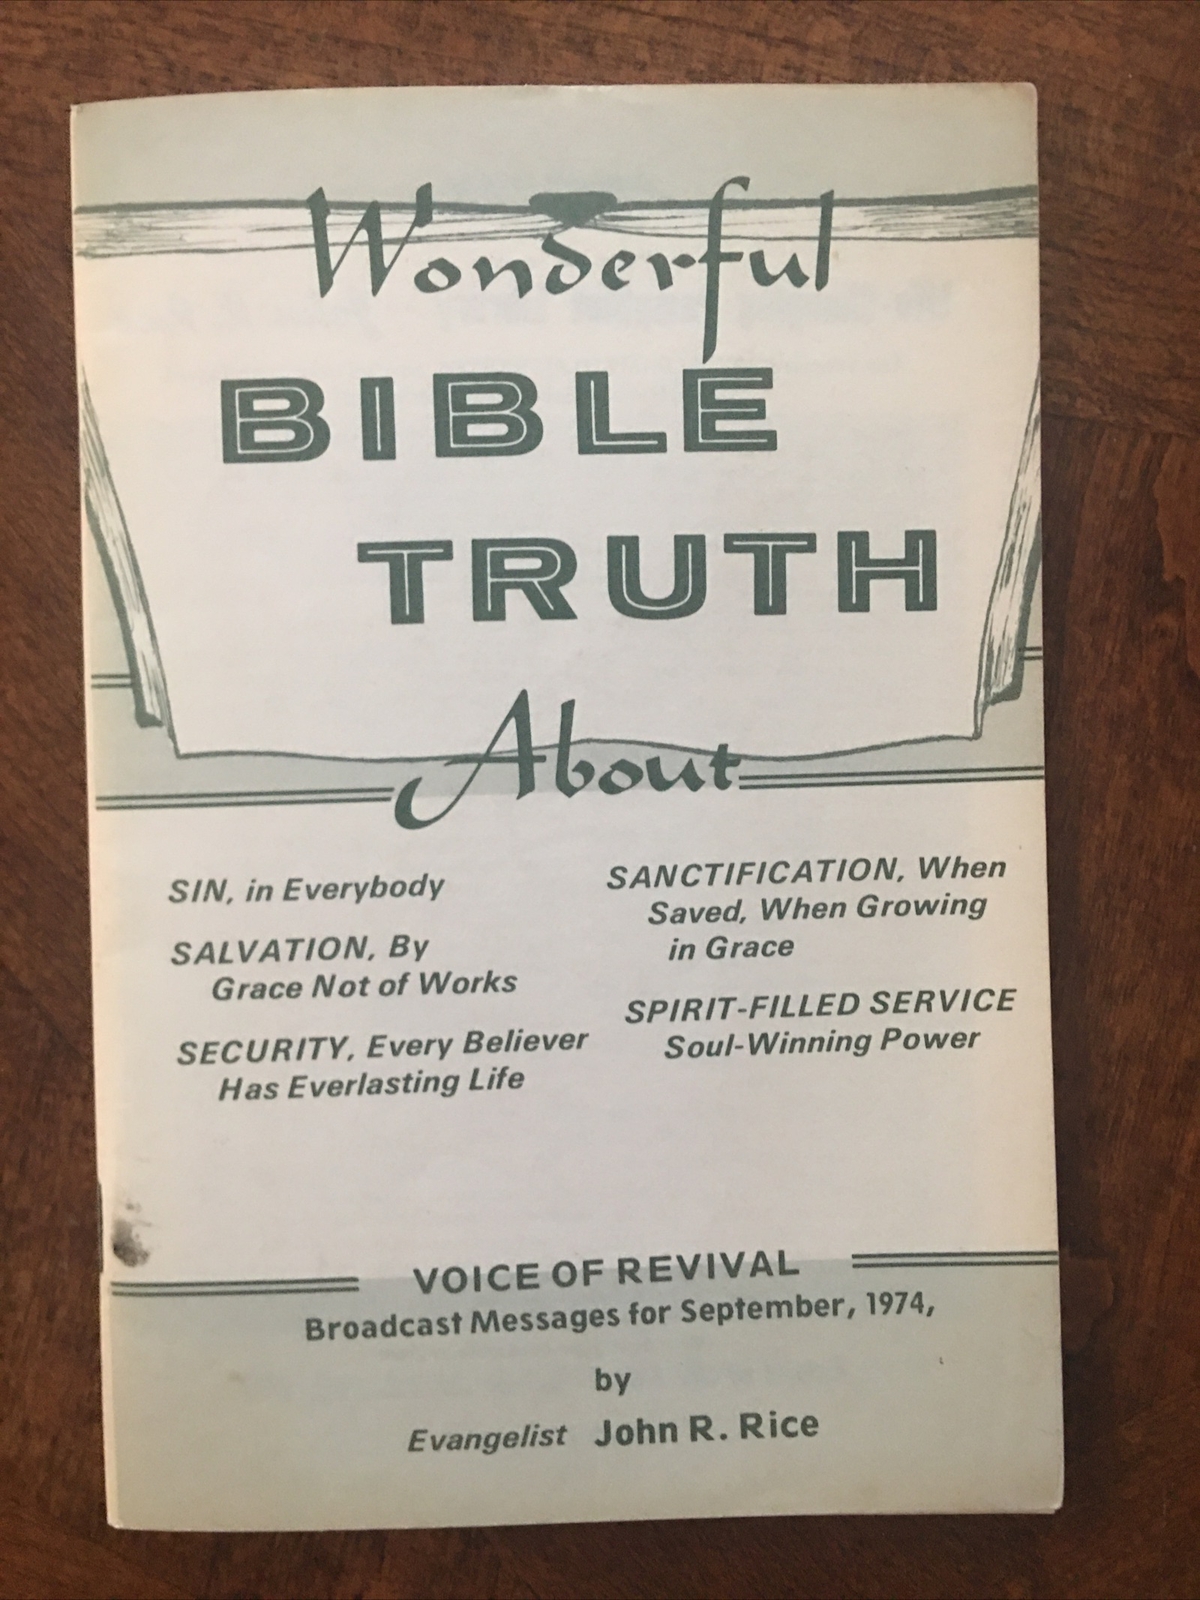 Wonderful
BIBLE
TRUTH
About
SIN, in Everybody
SALVATION, By
Grace Not of Works
SECURITY, Every Believer
Has Everlasting Life
SANCTIFICATION, When
Saved, When Growing
in Grace
SPIRIT-FILLED SERVICE
Soul-Winning Power
VOICE OF REVIVAL
Broadcast Messages for September, 1974,
by
Evangelist John R. Rice